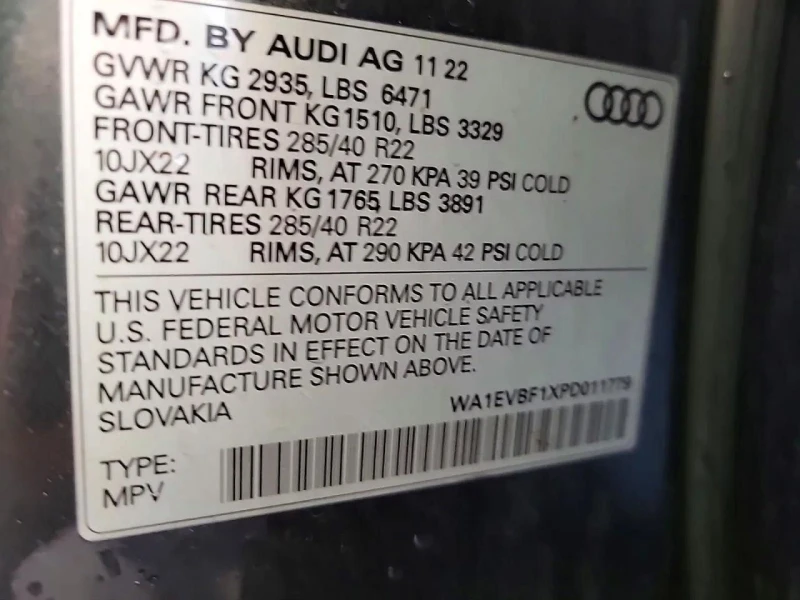 MFD. BY AUDI AG 11 22
GVWR KG 2935, LBS 6471
GAWR FRONT KG1510, LBS 3329
FRONT-TIRES 285/40 R22
10JX22 RIMS, AT 270 KPA 39 PSI COLD
GAWR REAR KG 1765, LBS 3891
REAR-TIRES 285/40 R22
10JX22 RIMS, AT 290 KPA 42 PSI COLD
THIS VEHICLE CONFORMS TO ALL APPLICABLE
U.S. FEDERAL MOTOR VEHICLE SAFETY
STANDARDS IN EFFECT ON THE DATE OF
MANUFACTURE SHOWN ABOVE.
SLOVAKIA WA1EVBF1XPD011779
TYPE:
MPV